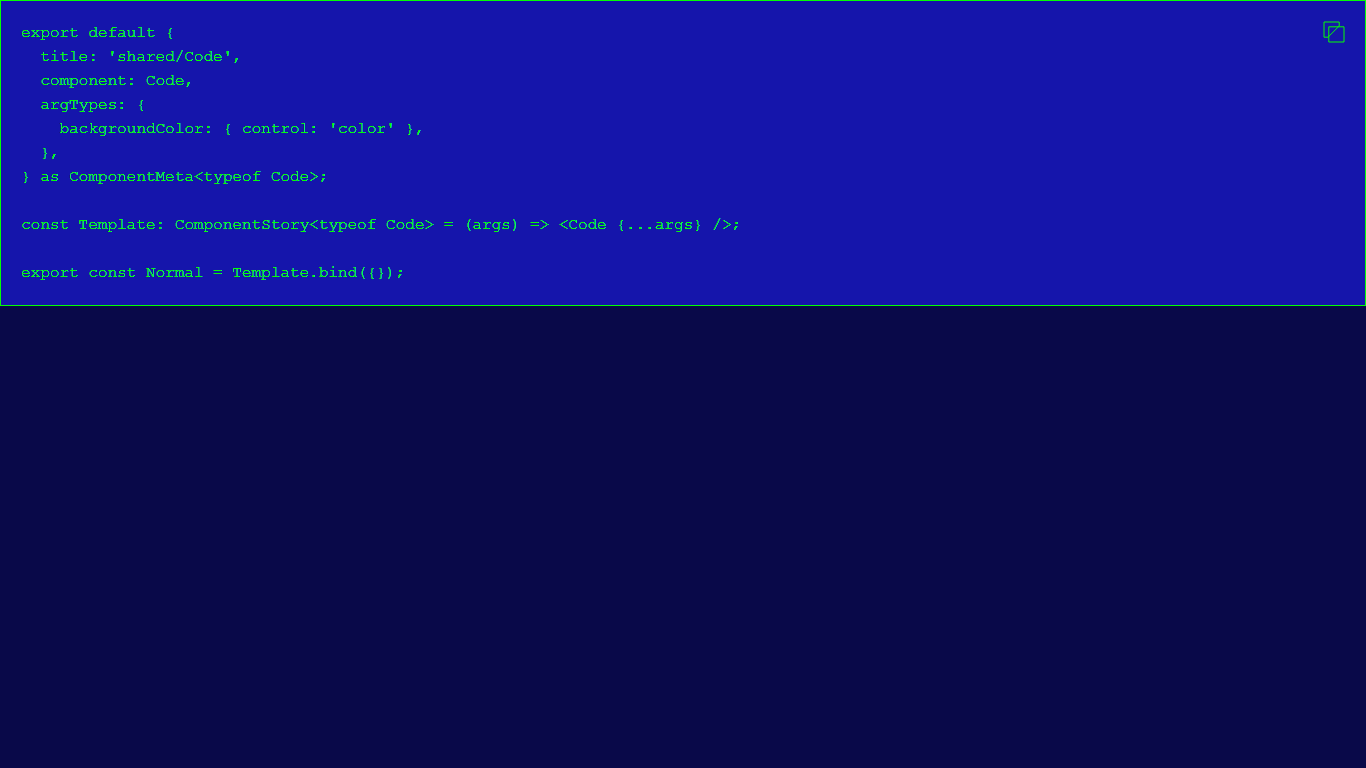 export default {
  title: 'shared/Code',
  component: Code,
  argTypes: {
    backgroundColor: { control: 'color' },
  },
} as ComponentMeta<typeof Code>;

const Template: ComponentStory<typeof Code> = (args) => <Code {...args} />;

export const Normal = Template.bind({});